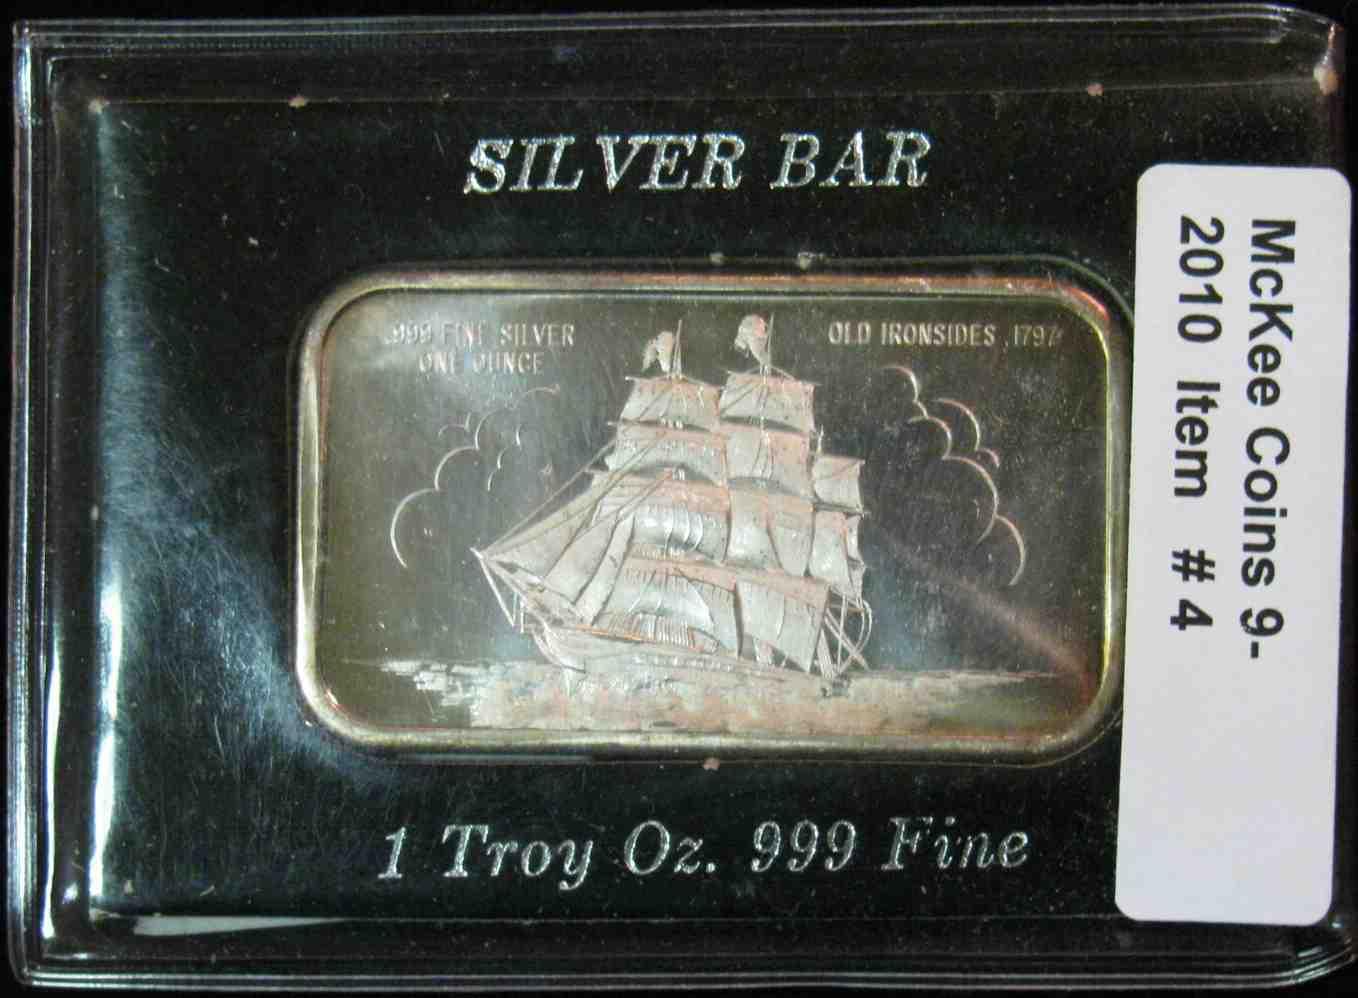 SILVER BAR
.999 FINE SILVER
ONE OUNCE
OLD IRONSIDES, 1797
1 Troy Oz. 999 Fine
McKee Coins 9-
2010 Item # 4